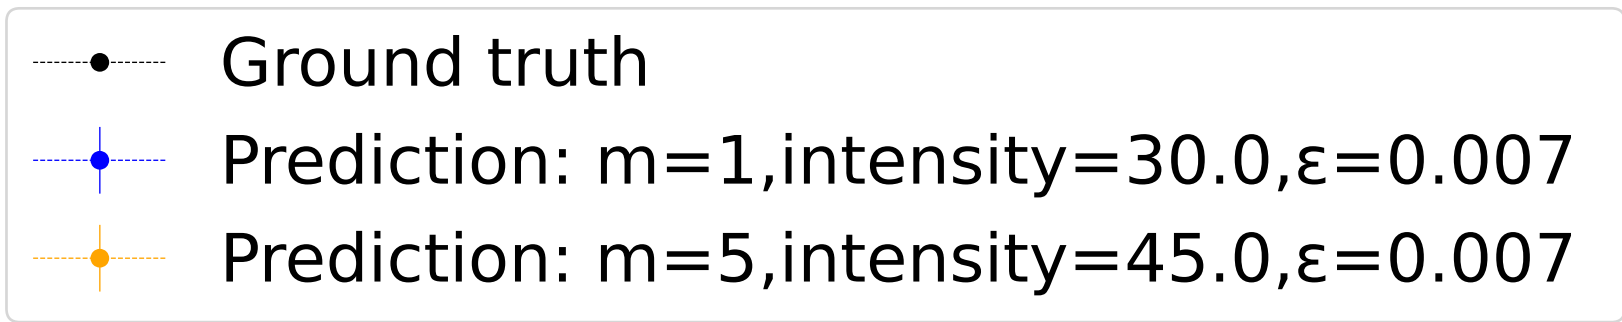 Ground truth
Prediction: m=1,intensity=30.0,ε=0.007
Prediction: m=5,intensity=45.0,ε=0.007